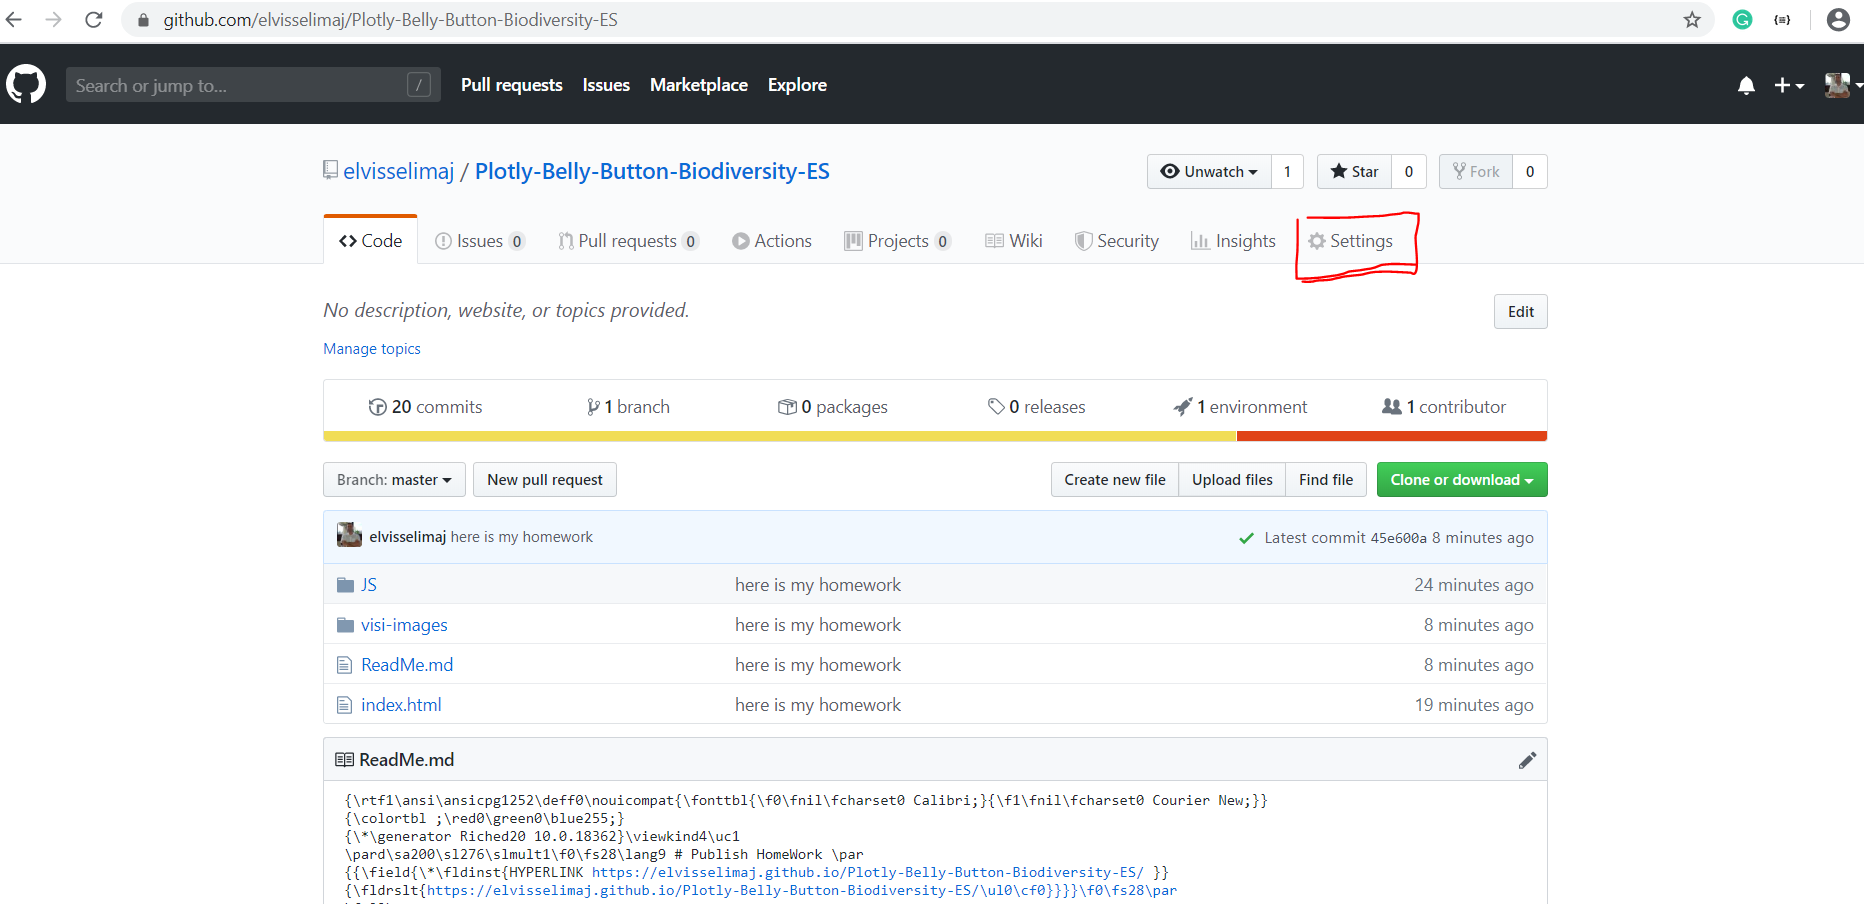 github.com/elvisselimaj/Plotly-Belly-Button-Biodiversity-ES
Search or jump to... / Pull requests Issues Marketplace Explore
elvisselimaj / Plotly-Belly-Button-Biodiversity-ES Unwatch 1 Star 0 Fork 0
Code Issues 0 Pull requests 0 Actions Projects 0 Wiki Security Insights Settings
No description, website, or topics provided. Edit
Manage topics
20 commits 1 branch 0 packages 0 releases 1 environment 1 contributor
Branch: master New pull request Create new file Upload files Find file Clone or download
elvisselimaj here is my homework Latest commit 45e600a 8 minutes ago
JS here is my homework 24 minutes ago
visi-images here is my homework 8 minutes ago
ReadMe.md here is my homework 8 minutes ago
index.html here is my homework 19 minutes ago
ReadMe.md
{\rtf1\ansi\ansicpg1252\deff0\nouicompat{\fonttbl{\f0\fnil\fcharset0 Calibri;}{\f1\fnil\fcharset0 Courier New;}}
{\colortbl ;\red0\green0\blue255;}
{\*\generator Riched20 10.0.18362}\viewkind4\uc1
\pard\sa200\sl276\slmult1\f0\fs28\lang9 # Publish HomeWork \par
{{\field{\*\fldinst{HYPERLINK https://elvisselimaj.github.io/Plotly-Belly-Button-Biodiversity-ES/ }}
{\fldrslt{https://elvisselimaj.github.io/Plotly-Belly-Button-Biodiversity-ES/\ul0\cf0}}}}\f0\fs28\par